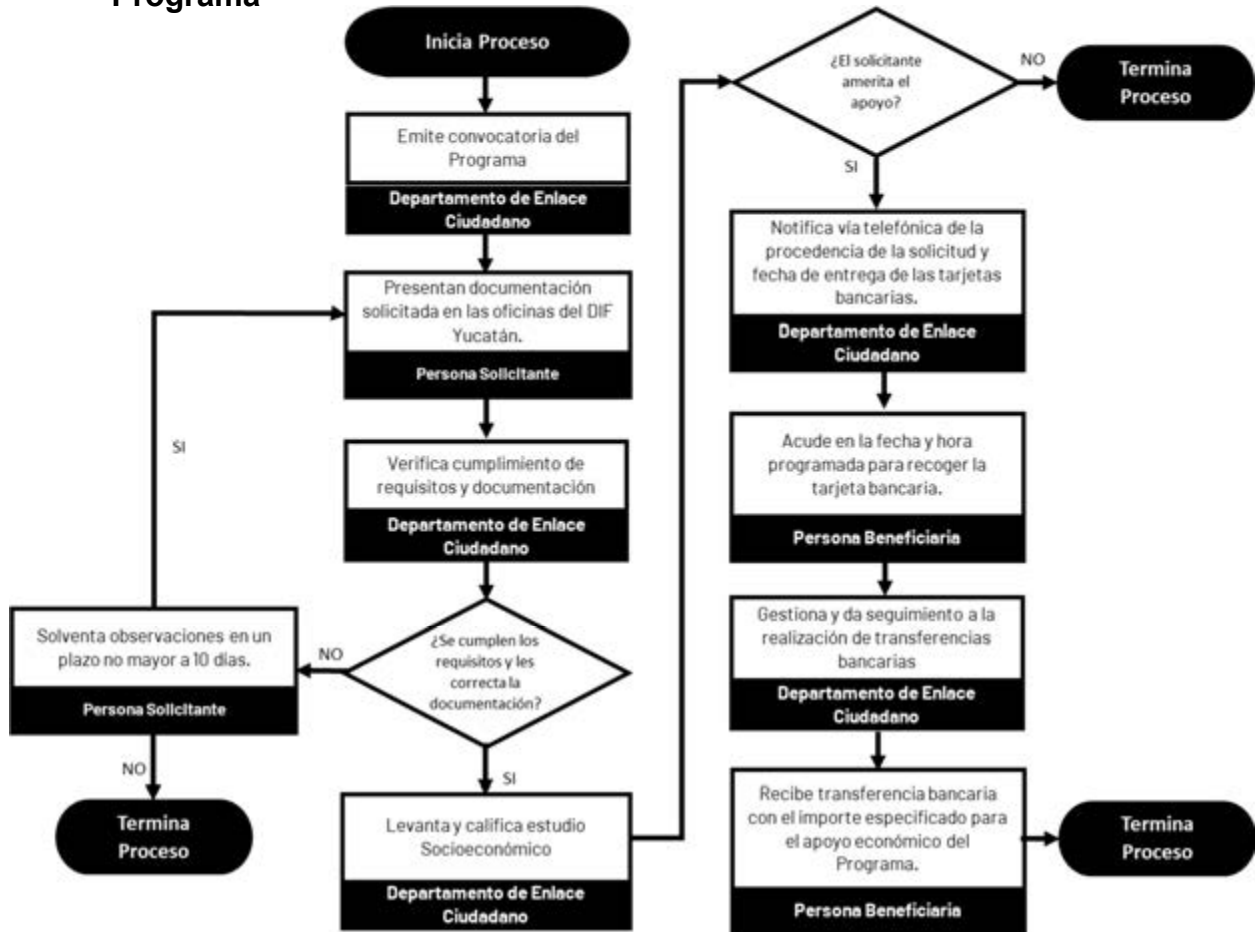 Programa
Inicia Proceso
Emite convocatoria del
Programa
Departamento de Enlace
Ciudadano
Presentan documentación
solicitada en las oficinas del DIF
Yucatán.
Persona Solicitante
Verifica cumplimiento de
requisitos y documentación
Departamento de Enlace
Ciudadano
¿Se cumplen los
requisitos y les
correcta la
documentación?
NO
Solventa observaciones en un
plazo no mayor a 10 días.
Persona Solicitante
SI
NO
Termina
Proceso
SI
Levanta y califica estudio
Socioeconómico
Departamento de Enlace
Ciudadano
¿El solicitante
amerita el
apoyo?
NO
Termina
Proceso
SI
Notifica vía telefónica de la
procedencia de la solicitud y
fecha de entrega de las tarjetas
bancarias.
Departamento de Enlace
Ciudadano
Acude en la fecha y hora
programada para recoger la
tarjeta bancaria.
Persona Beneficiaria
Gestiona y da seguimiento a la
realización de transferencias
bancarias
Departamento de Enlace
Ciudadano
Recibe transferencia bancaria
con el importe especificado para
el apoyo económico del
Programa.
Persona Beneficiaria
Termina
Proceso